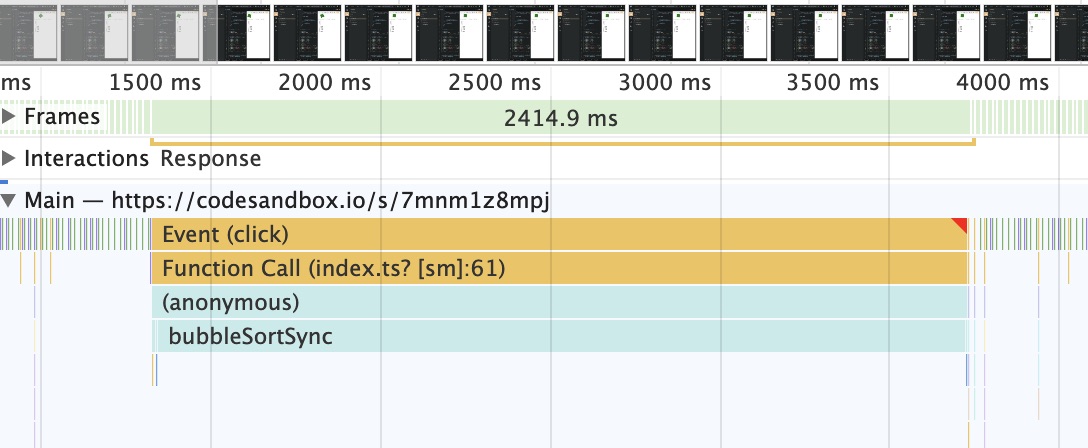 ms 1500 ms 2000 ms 2500 ms 3000 ms 3500 ms 4000 ms
Frames 2414.9 ms
Interactions Response
Main — https://codesandbox.io/s/7mnm1z8mpj
Event (click)
Function Call (index.ts? [sm]:61)
(anonymous)
bubbleSortSync